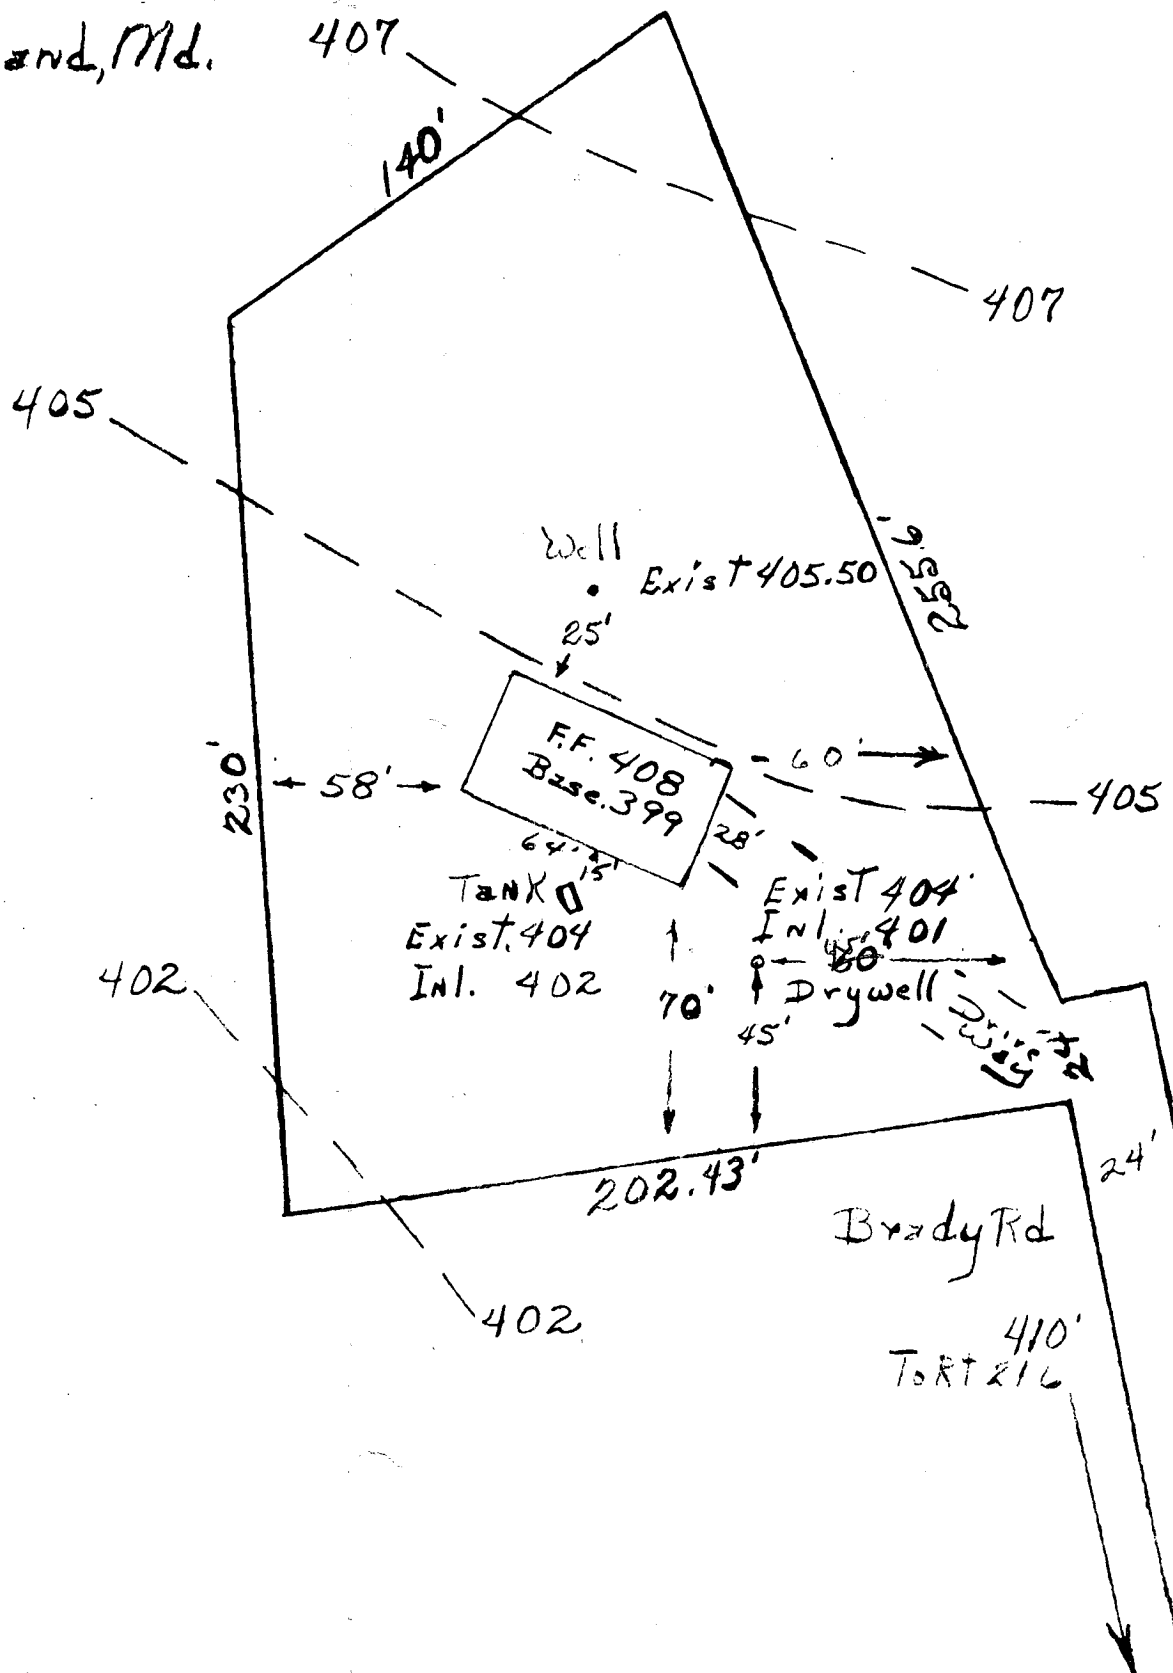 and, Md.
407
140'
407
405
Well
Exist 405.50
25'
255.6'
F.F. 408
Base. 399
60'
58'
230'
405
28'
64'
15'
Tank
Exist. 404
Inl. 402
Exist 404'
Inl. 401
Drywell
402
70'
45'
Drive
Way
24
202.43'
24'
Brady Rd
402
410'
To Rt 216